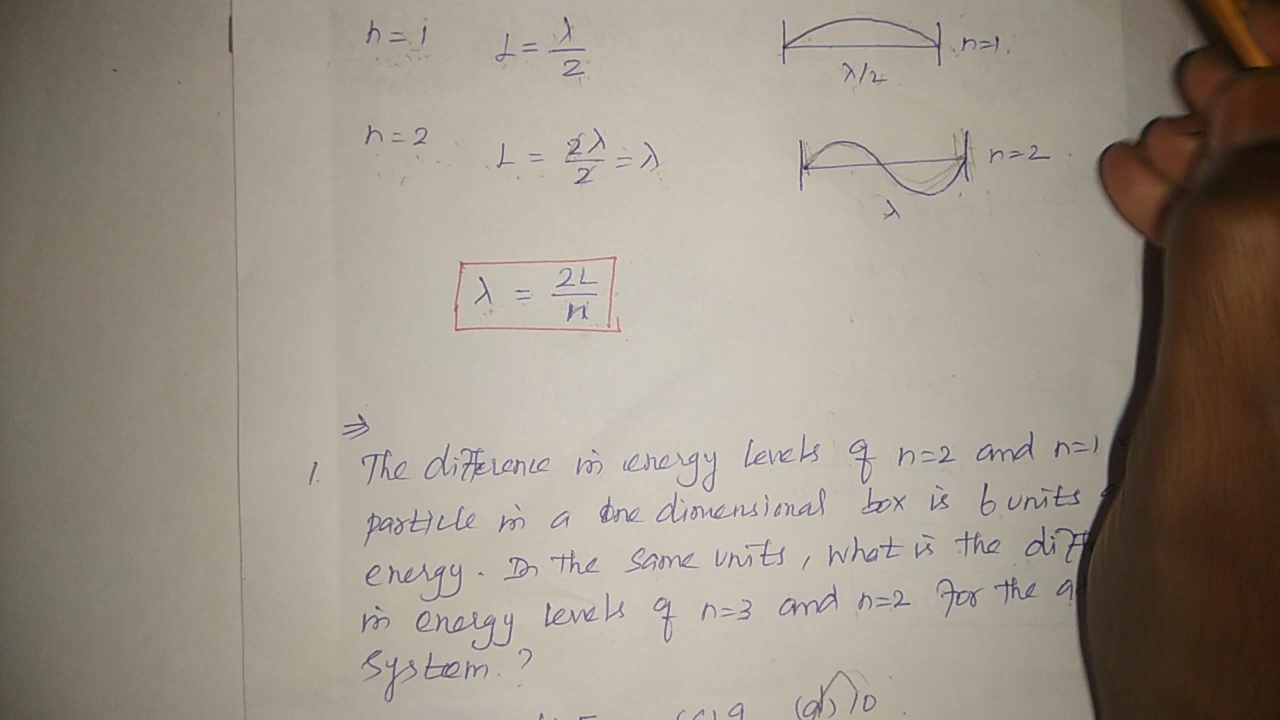 n = 1 L = λ/2 n=1.
λ/2
n = 2 L = 2λ/2 = λ n=2
λ
λ = 2L/n
⇒
1. The difference in energy levels of n=2 and n=1
particle in a one dimensional box is 6 units
energy. In the same units, what is the diff
in energy levels of n=3 and n=2 for the
system.?
(c) 9 (d) 10